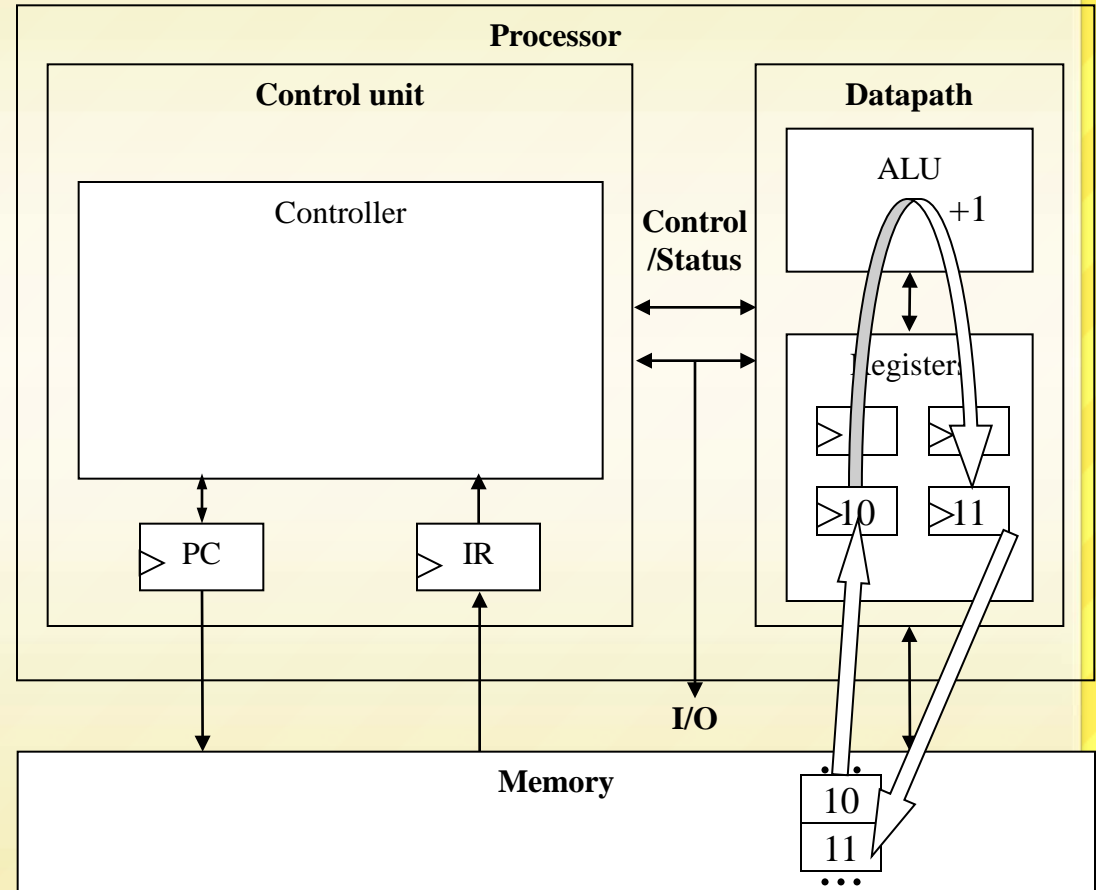 Processor
Control unit
Datapath
ALU
+1
Controller
Control
/Status
Registers
10
11
PC
IR
I/O
Memory
10
11